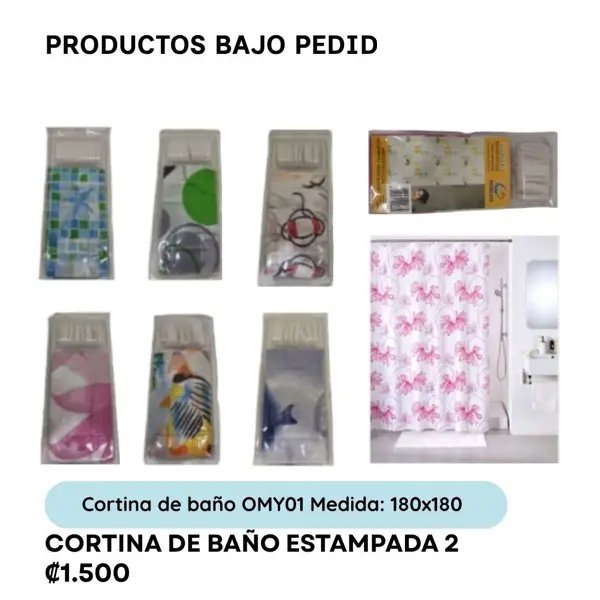 PRODUCTOS BAJO PEDID
Cortina de baño OMY01 Medida: 180x180
CORTINA DE BAÑO ESTAMPADA 2
₡1.500